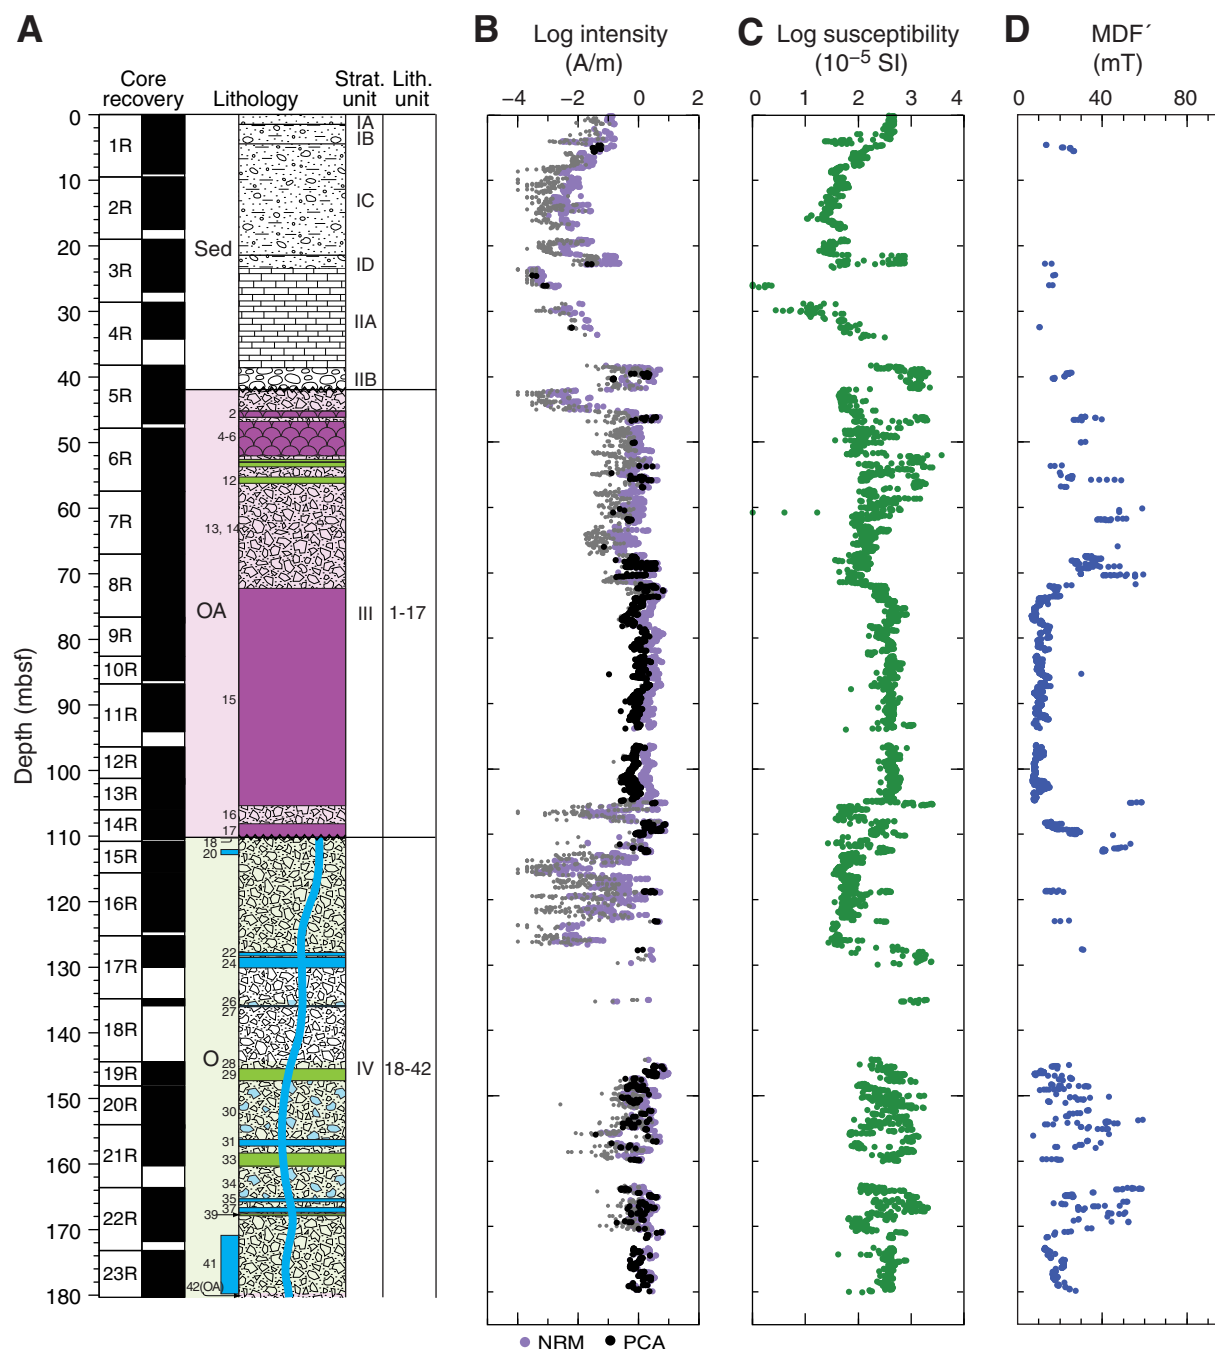 A
B
C
D
Core recovery
Lithology
Strat. unit
Lith. unit
Log intensity
(A/m)
Log susceptibility
(10−5 SI)
MDF´
(mT)
−4 −2 0 2
0 1 2 3 4
0 40 80
Depth (mbsf)
0
10
20
30
40
50
60
70
80
90
100
110
120
130
140
150
160
170
180
1R
2R
3R
4R
5R
6R
7R
8R
9R
10R
11R
12R
13R
14R
15R
16R
17R
18R
19R
20R
21R
22R
23R
Sed
OA
O
2
4-6
12
13, 14
15
16
17
18
20
22
24
26
27
28
29
30
31
33
34
35
37
39
41
42(OA)
IA
IB
IC
ID
IIA
IIB
III
IV
1-17
18-42
NRM PCA